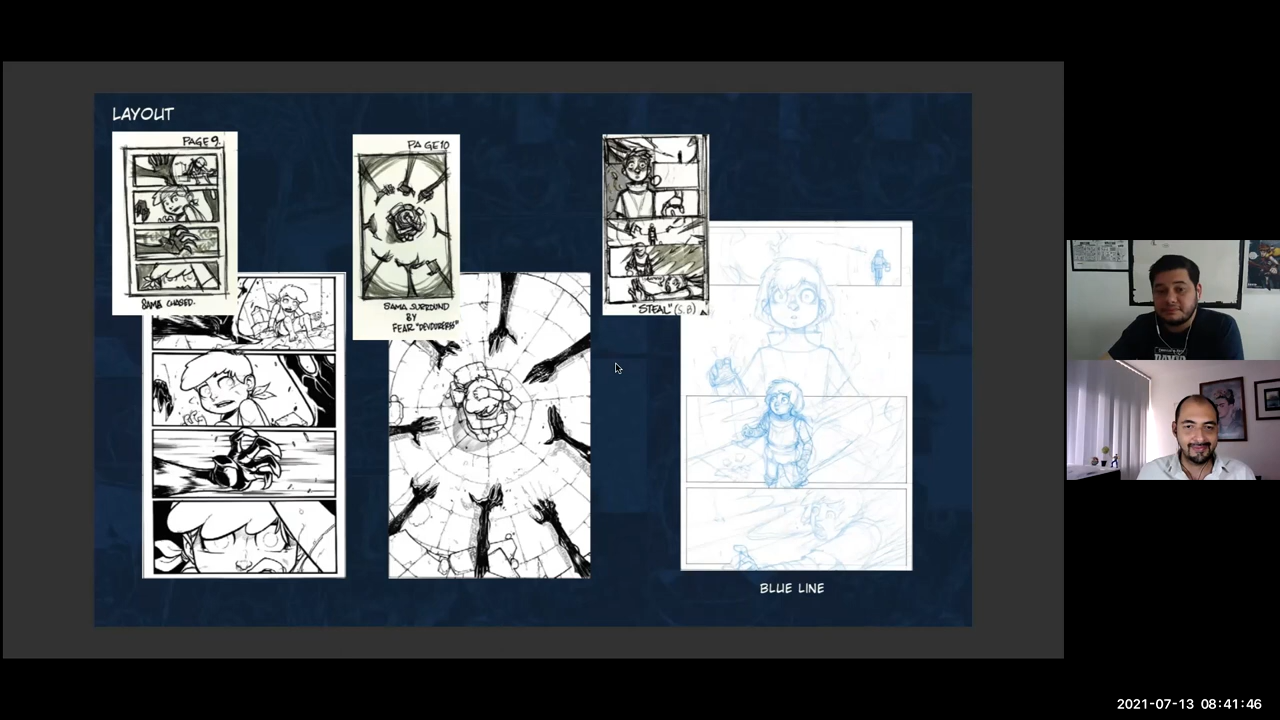 LAYOUT
PAGE 9.
SAMA CHASED.
PAGE 10
SAMA SURROUND
BY
FEAR "DEVOURERS"
"STEAL" (S.B)
BLUE LINE
2021-07-13 08:41:46